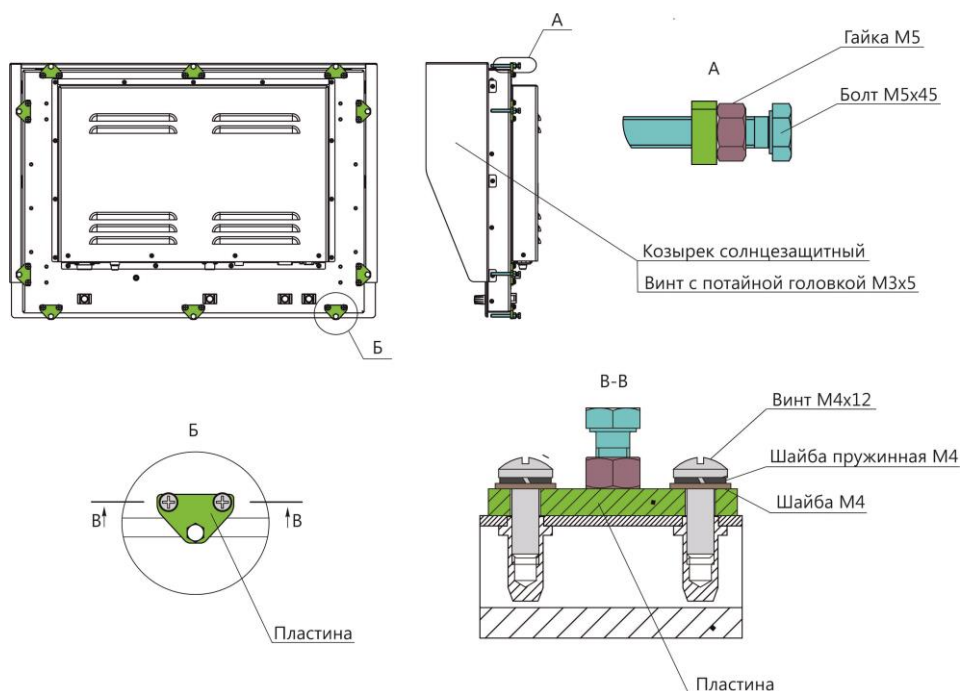 А
Гайка М5
А
Болт М5х45
Козырек солнцезащитный
Винт с потайной головкой М3х5
Б
В-В
Винт М4х12
Б
Шайба пружинная М4
В
В
Шайба М4
Пластина
Пластина